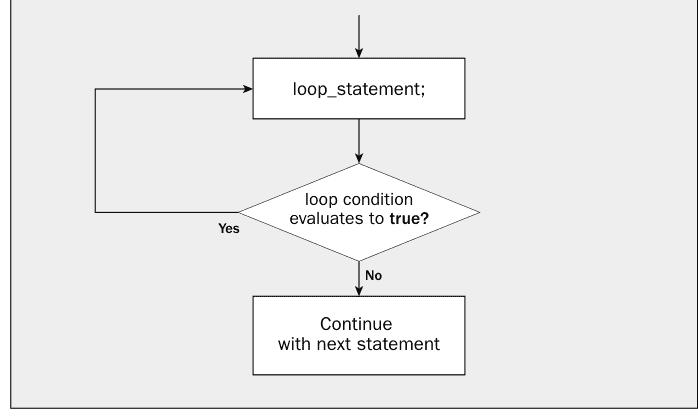 loop_statement;
loop condition
evaluates to true?
Yes
No
Continue
with next statement